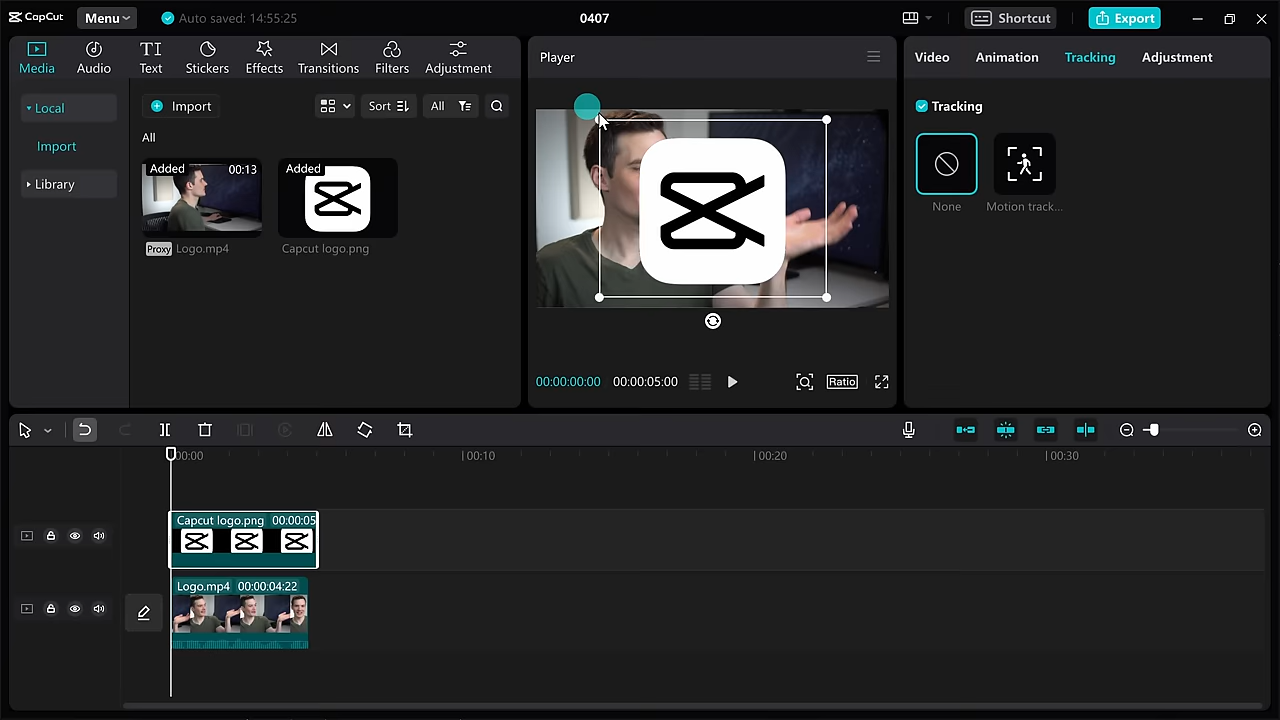 CapCut Menu Auto saved: 14:55:25 0407 Shortcut Export
Media Audio Text Stickers Effects Transitions Filters Adjustment
Player
Video Animation Tracking Adjustment
Local
Import
Library
Import Sort All
All
Added 00:13 Added
Proxy Logo.mp4 Capcut logo.png
Tracking
None Motion track...
00:00:00:00 00:00:05:00 Ratio
00:00 00:10 00:20 00:30
Capcut logo.png 00:00:05
Logo.mp4 00:00:04:22